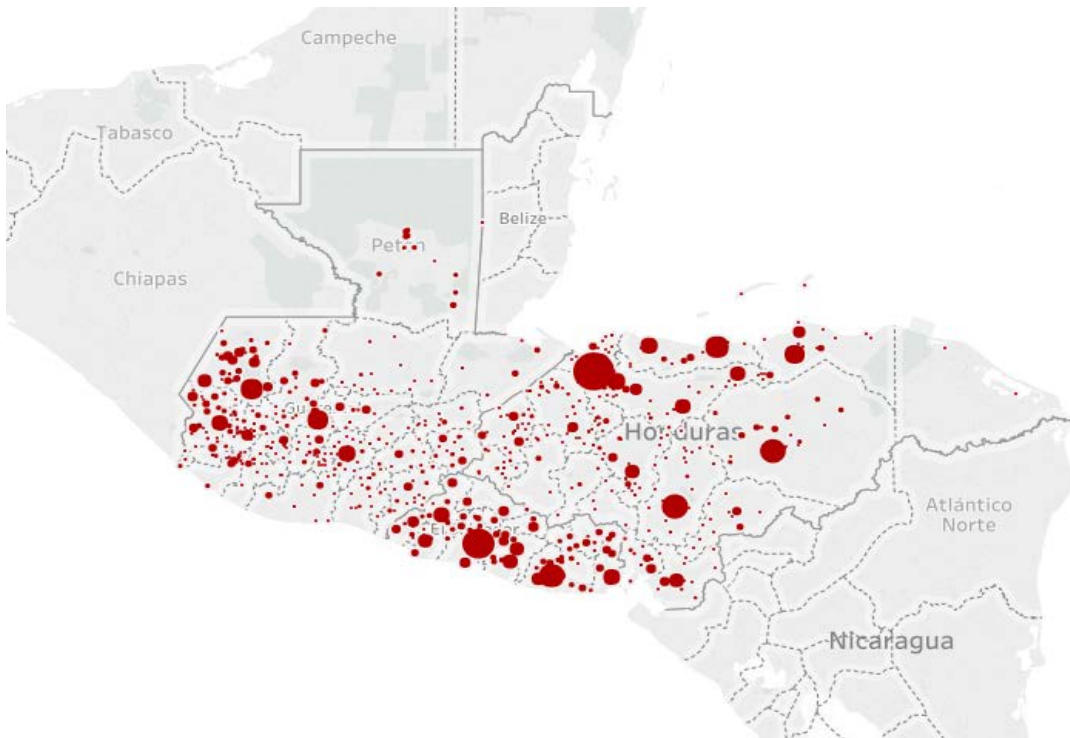 Campeche
Tabasco
Belize
Chiapas
Honduras
Atlántico
Norte
Nicaragua